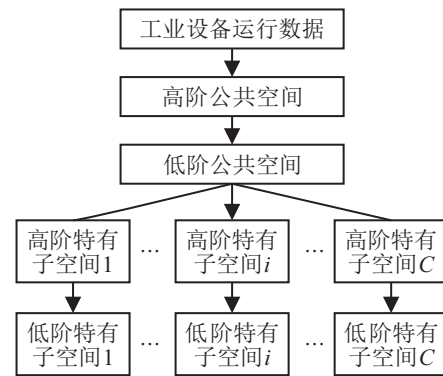 工业设备运行数据
高阶公共空间
低阶公共空间
高阶特有 … 高阶特有 … 高阶特有
子空间1 子空间i 子空间C
低阶特有 … 低阶特有 … 低阶特有
子空间1 子空间i 子空间C